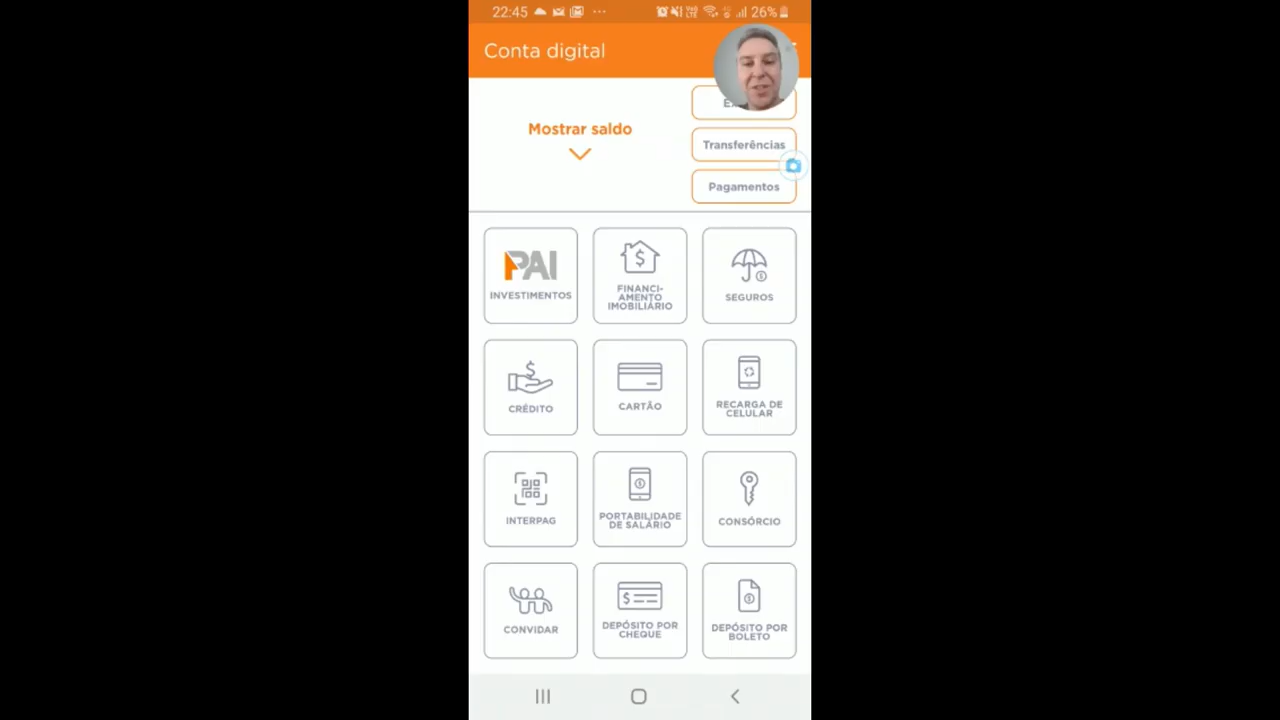 22:45
26%
Conta digital
Mostrar saldo
Transferências
Pagamentos
PAI
INVESTIMENTOS
FINANCI-
AMENTO
IMOBILIÁRIO
SEGUROS
CRÉDITO
CARTÃO
RECARGA DE
CELULAR
INTERPAG
PORTABILIDADE
DE SALÁRIO
CONSÓRCIO
CONVIDAR
DEPÓSITO POR
CHEQUE
DEPÓSITO POR
BOLETO